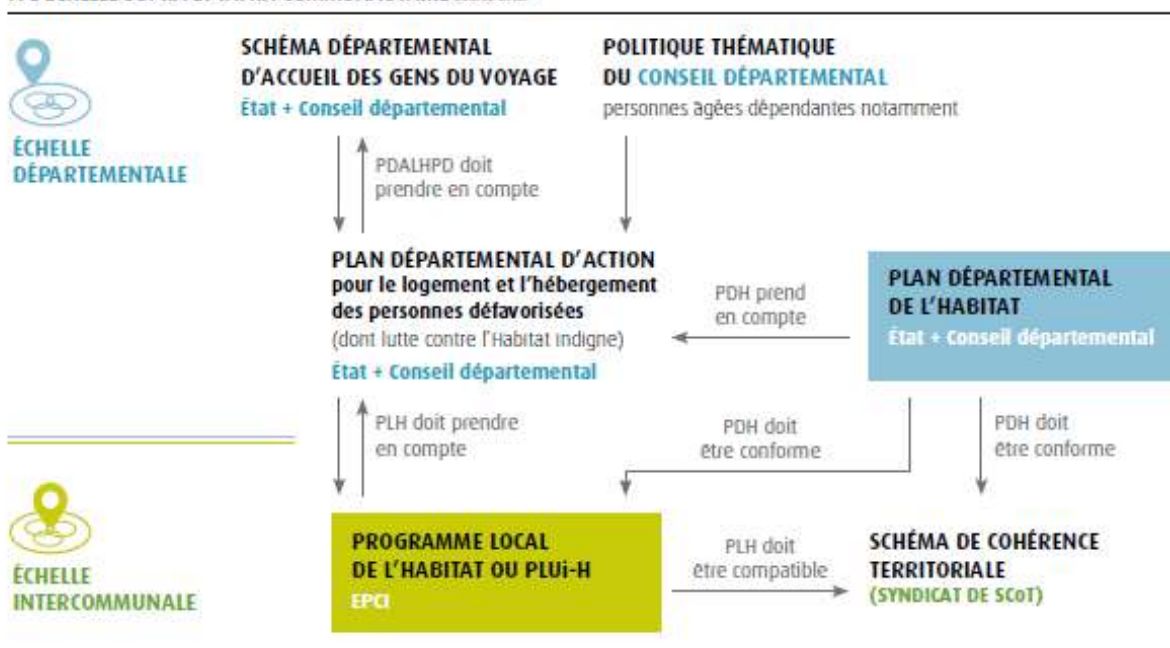 SCHÉMA DÉPARTEMENTAL
D'ACCUEIL DES GENS DU VOYAGE
État + Conseil départemental
POLITIQUE THÉMATIQUE
DU CONSEIL DÉPARTEMENTAL
personnes âgées dépendantes notamment
ÉCHELLE
DÉPARTEMENTALE
PDALHPD doit
prendre en compte
PLAN DÉPARTEMENTAL D'ACTION
pour le logement et l'hébergement
des personnes défavorisées
(dont lutte contre l'Habitat indigne)
État + Conseil départemental
PDH prend
en compte
PLAN DÉPARTEMENTAL
DE L'HABITAT
État + Conseil départemental
PLH doit prendre
en compte
PDH doit
être conforme
PDH doit
être conforme
ÉCHELLE
INTERCOMMUNALE
PROGRAMME LOCAL
DE L'HABITAT OU PLUi-H
EPCI
PLH doit
être compatible
SCHÉMA DE COHÉRENCE
TERRITORIALE
(SYNDICAT DE SCoT)